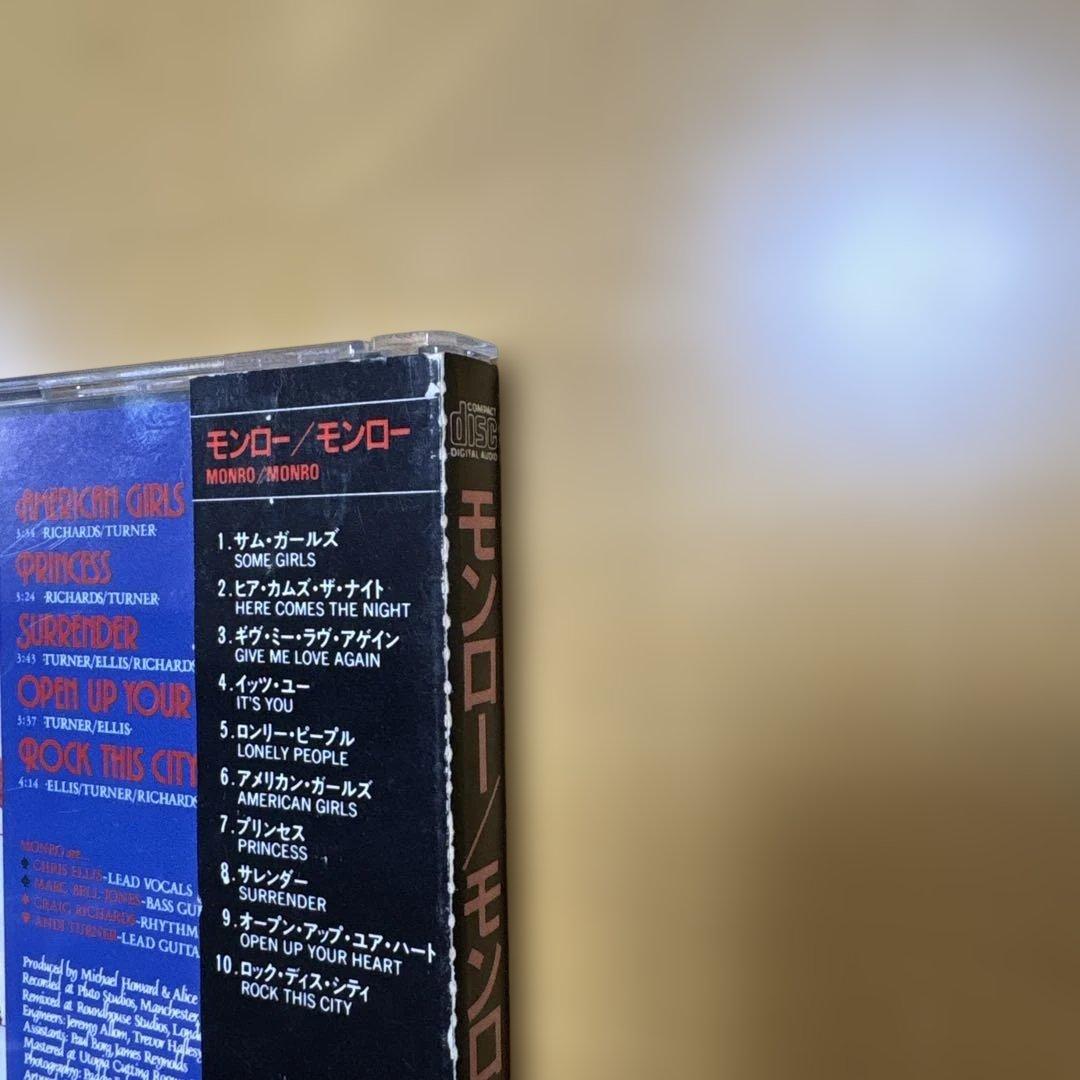 AMERICAN GIRLS
3:34 ·RICHARDS/TURNER·
PRINCESS
3:24 ·RICHARDS/TURNER·
SURRENDER
3:43 ·TURNER/ELLIS/RICHARDS
OPEN UP YOUR
3:37 ·TURNER/ELLIS·
ROCK THIS CITY
4:14 ·ELLIS/TURNER/RICHARDS
MONRO are...
CHRIS ELLIS-LEAD VOCALS
MARC BELL-JONES-BASS GUI
CRAIG RICHARDS-RHYTHM
ANDI TURNER-LEAD GUITA
Produced by Michael Howard & Alice
Recorded at Pluto Studios, Manchester,
Remixed at Roundhouse Studios, Londo
Engineers: Jeremy Allom, Trevor Hallesy
Assistants: Paul Borg, James Reynolds
Mastered at Utopia Cutting Rooms
Photography:
モンロー/モンロー
MONRO/MONRO
1.サム・ガールズ
SOME GIRLS
2.ヒア・カムズ・ザ・ナイト
HERE COMES THE NIGHT
3.ギヴ・ミー・ラヴ・アゲイン
GIVE ME LOVE AGAIN
4.イッツ・ユー
IT'S YOU
5.ロンリー・ピープル
LONELY PEOPLE
6.アメリカン・ガールズ
AMERICAN GIRLS
7.プリンセス
PRINCESS
8.サレンダー
SURRENDER
9.オープン・アップ・ユア・ハート
OPEN UP YOUR HEART
10.ロック・ディス・シティ
ROCK THIS CITY
COMPACT
disc
DIGITAL AUDIO
モンロー/モンロ